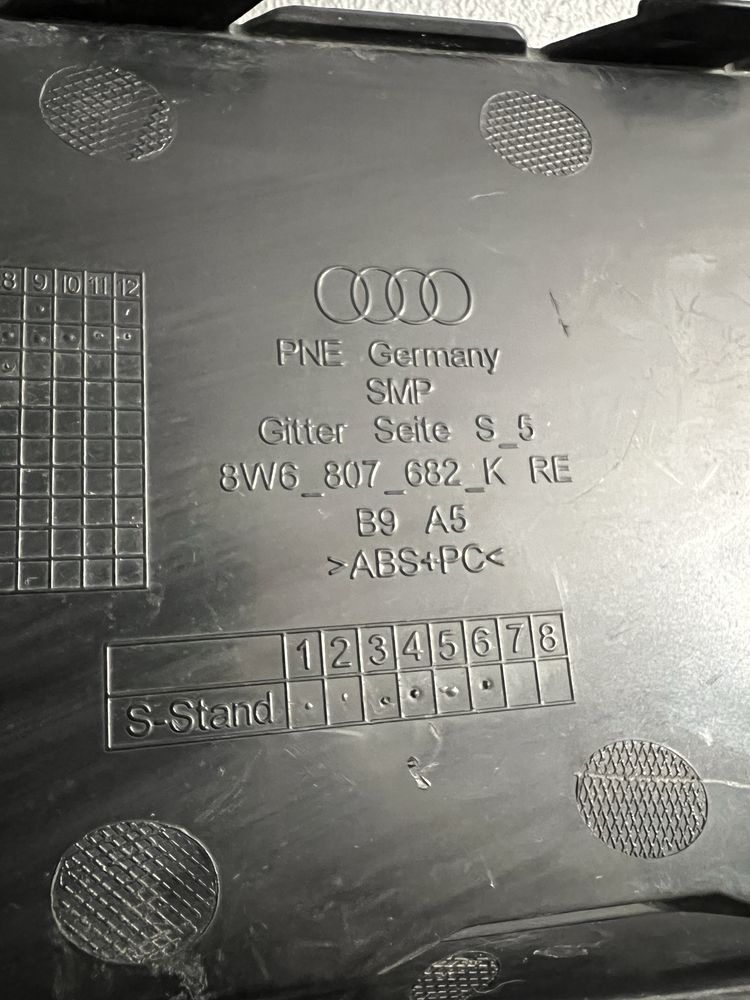 8 9 10 11 12
PNE Germany
SMP
Gitter Seite S_5
8W6_807_682_K RE
B9 A5
>ABS+PC<
1 2 3 4 5 6 7 8
S-Stand